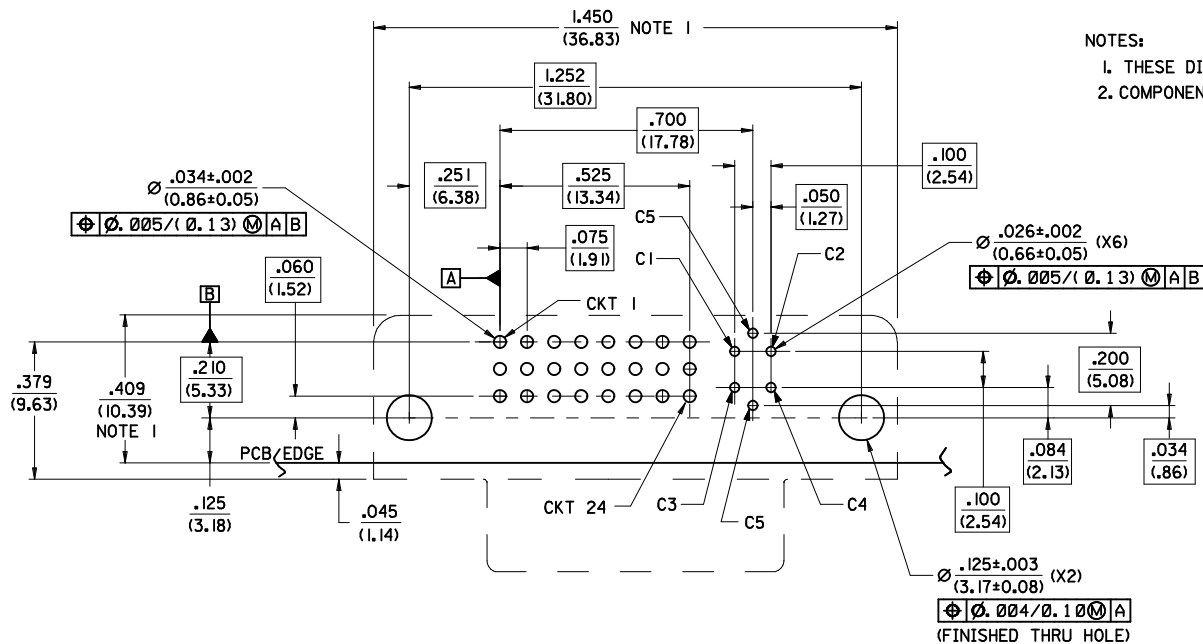 1.450
(36.83)
NOTE 1
NOTES:
1. THESE DI
2. COMPONEN
1.252
(31.80)
.700
(17.78)
.100
(2.54)
.251
(6.38)
.525
(13.34)
.050
(1.27)
Ø .034±.002
(0.86±0.05)
⌖ Ø.005/(0.13) Ⓜ A B
C5
C1
C2
Ø .026±.002 (X6)
(0.66±0.05)
⌖ Ø.005/(0.13) Ⓜ A B
.075
(1.91)
.060
(1.52)
A
B
CKT 1
.379
(9.63)
.409
(10.39)
NOTE 1
.210
(5.33)
.200
(5.08)
PCB EDGE
.125
(3.18)
.045
(1.14)
CKT 24
C3
C5
C4
.084
(2.13)
.034
(.86)
.100
(2.54)
Ø .125±.003 (X2)
(3.17±0.08)
⌖ Ø.004/0.10Ⓜ A
(FINISHED THRU HOLE)